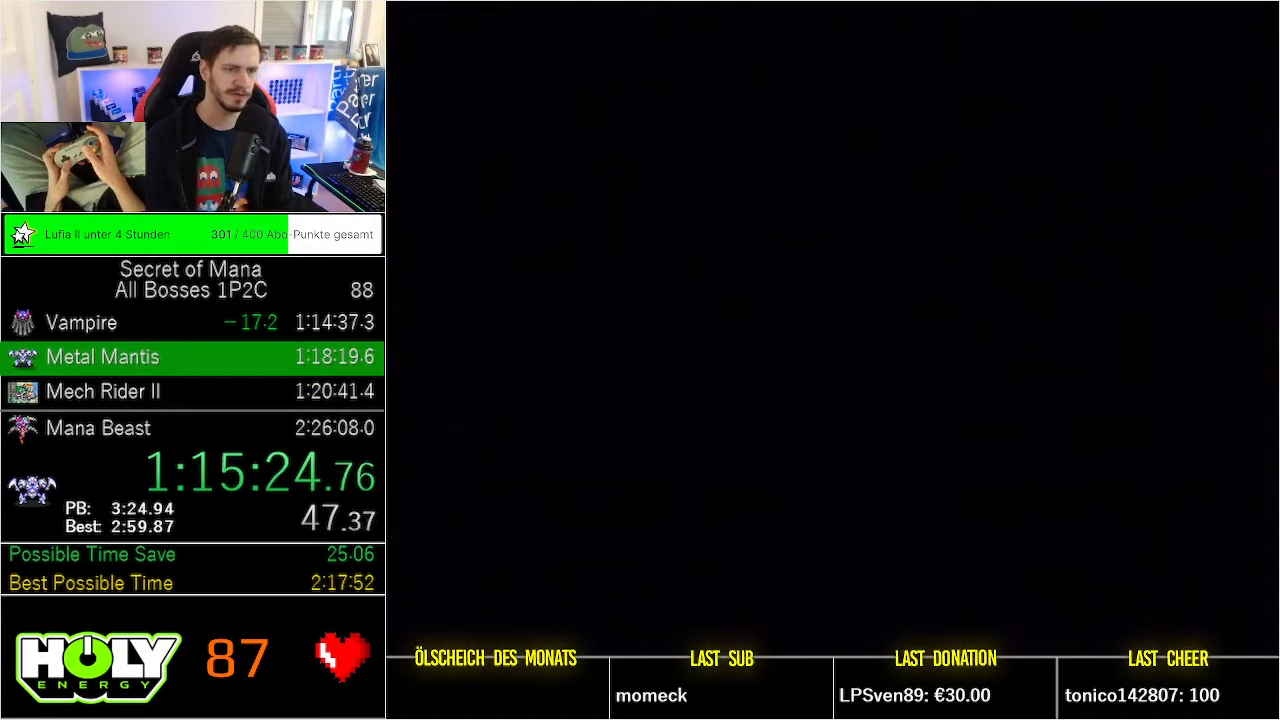 Lufia II unter 4 Stunden 301 / 400 Abo-Punkte gesamt
Secret of Mana
All Bosses 1P2C 88
Vampire −17.2 1:14:37.3
Metal Mantis 1:18:19.6
Mech Rider II 1:20:41.4
Mana Beast 2:26:08.0
1:15:24.76
PB: 3:24.94
Best: 2:59.87
47.37
Possible Time Save 25.06
Best Possible Time 2:17:52
HOLY
ENERGY
87
ÖLSCHEICH DES MONATS
LAST SUB
momeck
LAST DONATION
LPSven89: €30.00
LAST CHEER
tonico142807: 100